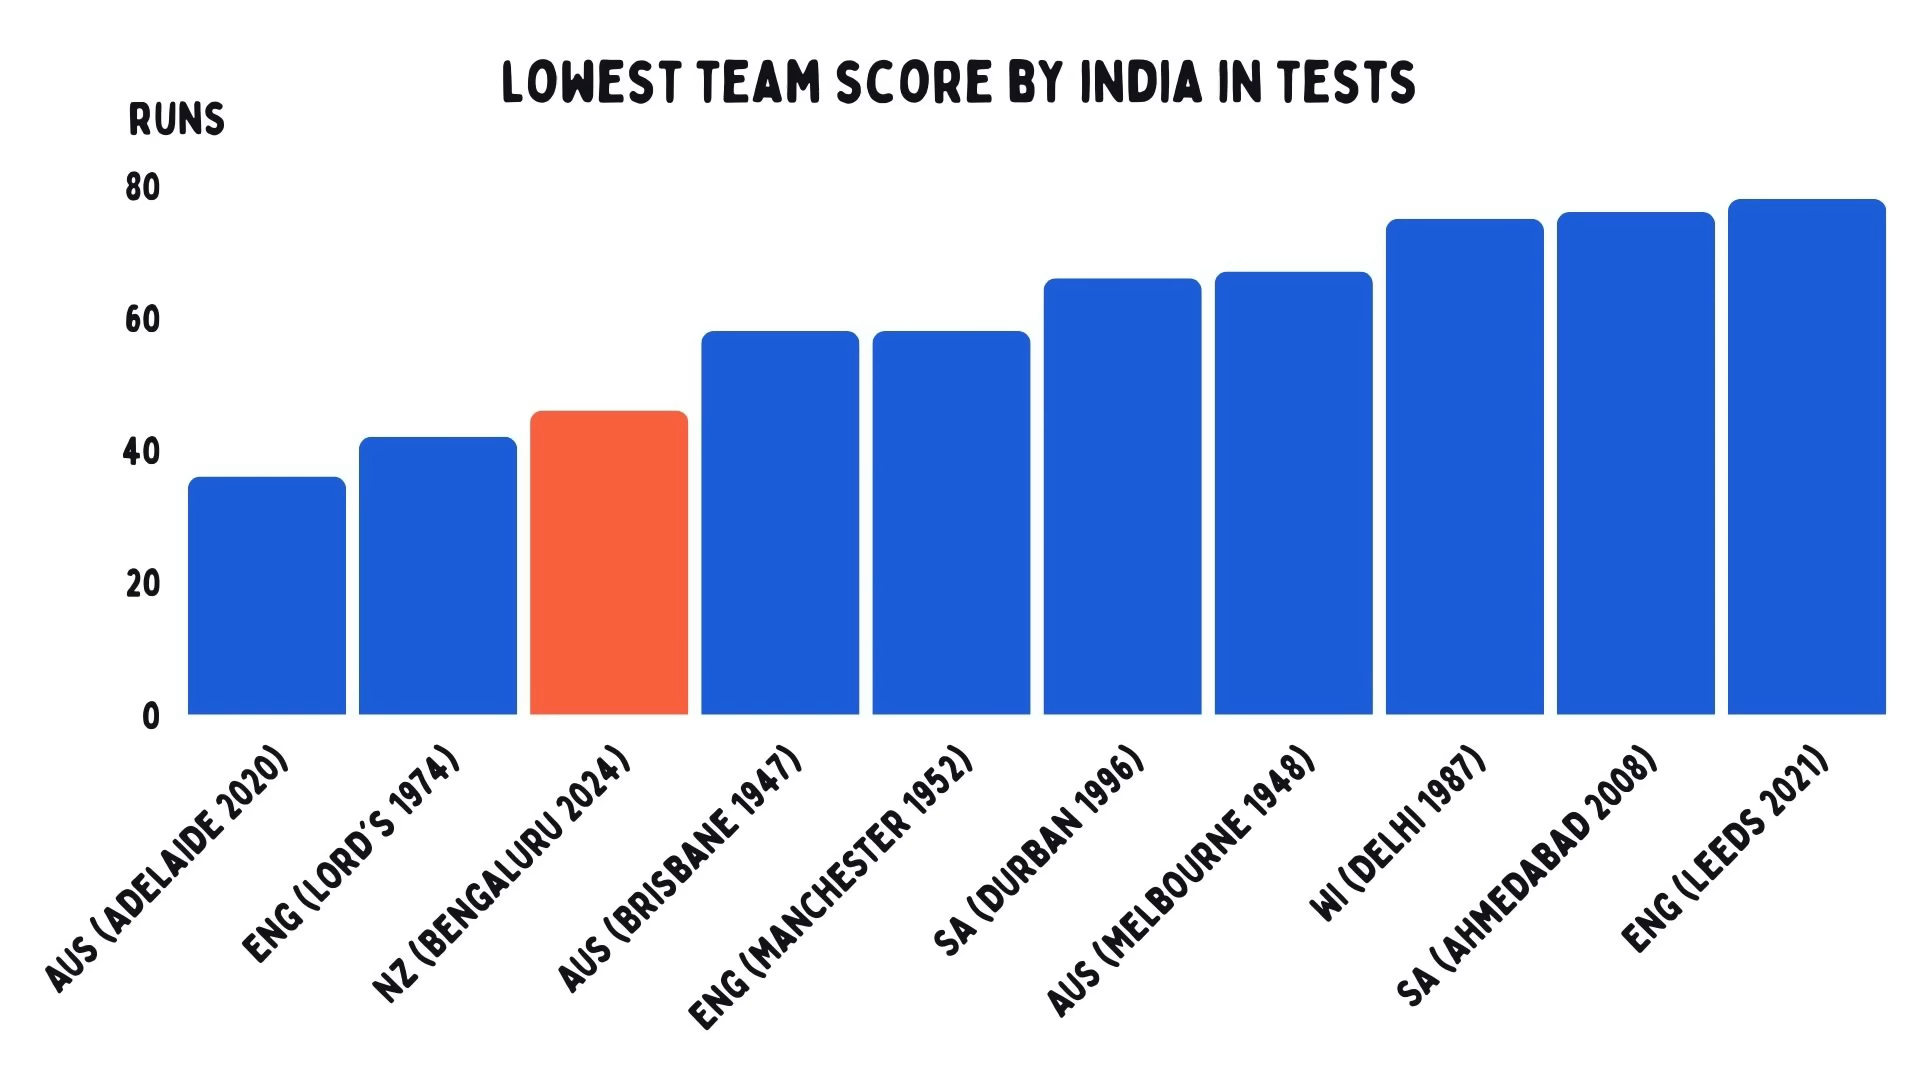 LOWEST TEAM SCORE BY INDIA IN TESTS
RUNS
80
60
40
20
0
AUS (ADELAIDE 2020)
ENG (LORD'S 1974)
NZ (BENGALURU 2024)
AUS (BRISBANE 1947)
ENG (MANCHESTER 1952)
SA (DURBAN 1996)
AUS (MELBOURNE 1948)
WI (DELHI 1987)
SA (AHMEDABAD 2008)
ENG (LEEDS 2021)